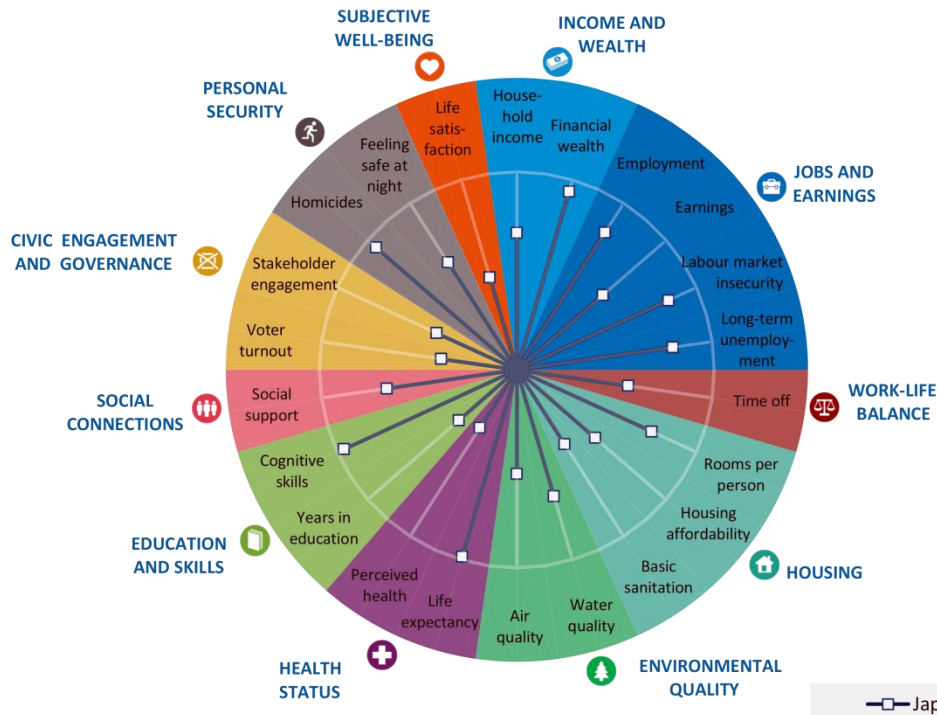 SUBJECTIVE
WELL-BEING
INCOME AND
WEALTH
PERSONAL
SECURITY
JOBS AND
EARNINGS
CIVIC ENGAGEMENT
AND GOVERNANCE
WORK-LIFE
BALANCE
SOCIAL
CONNECTIONS
HOUSING
EDUCATION
AND SKILLS
ENVIRONMENTAL
QUALITY
HEALTH
STATUS
House-
hold
income
Financial
wealth
Employment
Earnings
Labour market
insecurity
Long-term
unemploy-
ment
Time off
Rooms per
person
Housing
affordability
Basic
sanitation
Water
quality
Air
quality
Life
expectancy
Perceived
health
Years in
education
Cognitive
skills
Social
support
Voter
turnout
Stakeholder
engagement
Homicides
Feeling
safe at
night
Life
satis-
faction
Jap